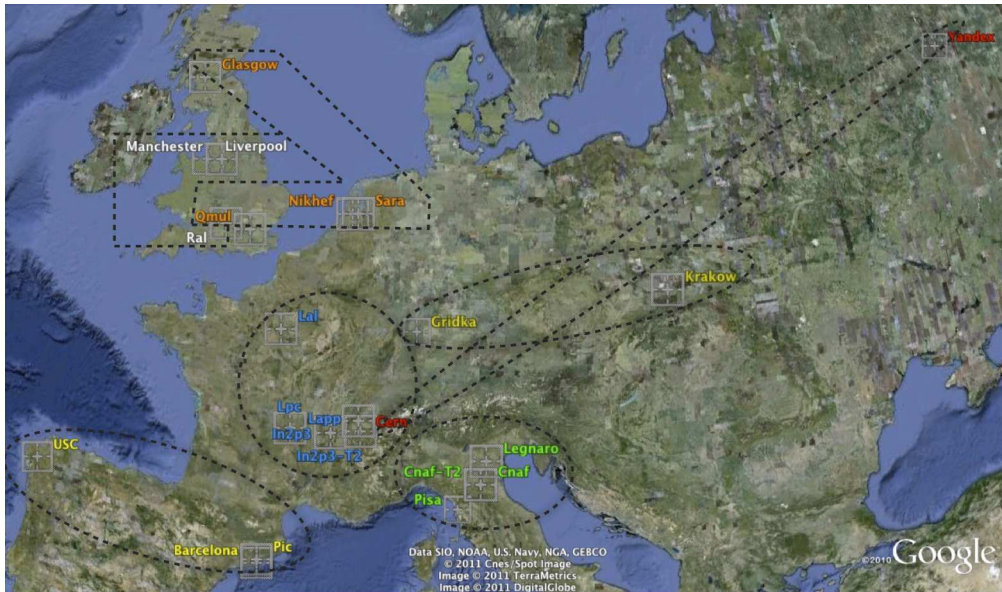 Yandex
Glasgow
Manchester Liverpool
Nikhef Sara
Qmul
Ral
Krakow
Lal
Gridka
Lpc
Lapp Cern
In2p3
In2p3-T2
USC
Legnaro
Cnaf-T2 Cnaf
Pisa
Barcelona Pic
Data SIO, NOAA, U.S. Navy, NGA, GEBCO
© 2011 Cnes/Spot Image
Image © 2011 TerraMetrics
Image © 2011 DigitalGlobe
©2010 Google